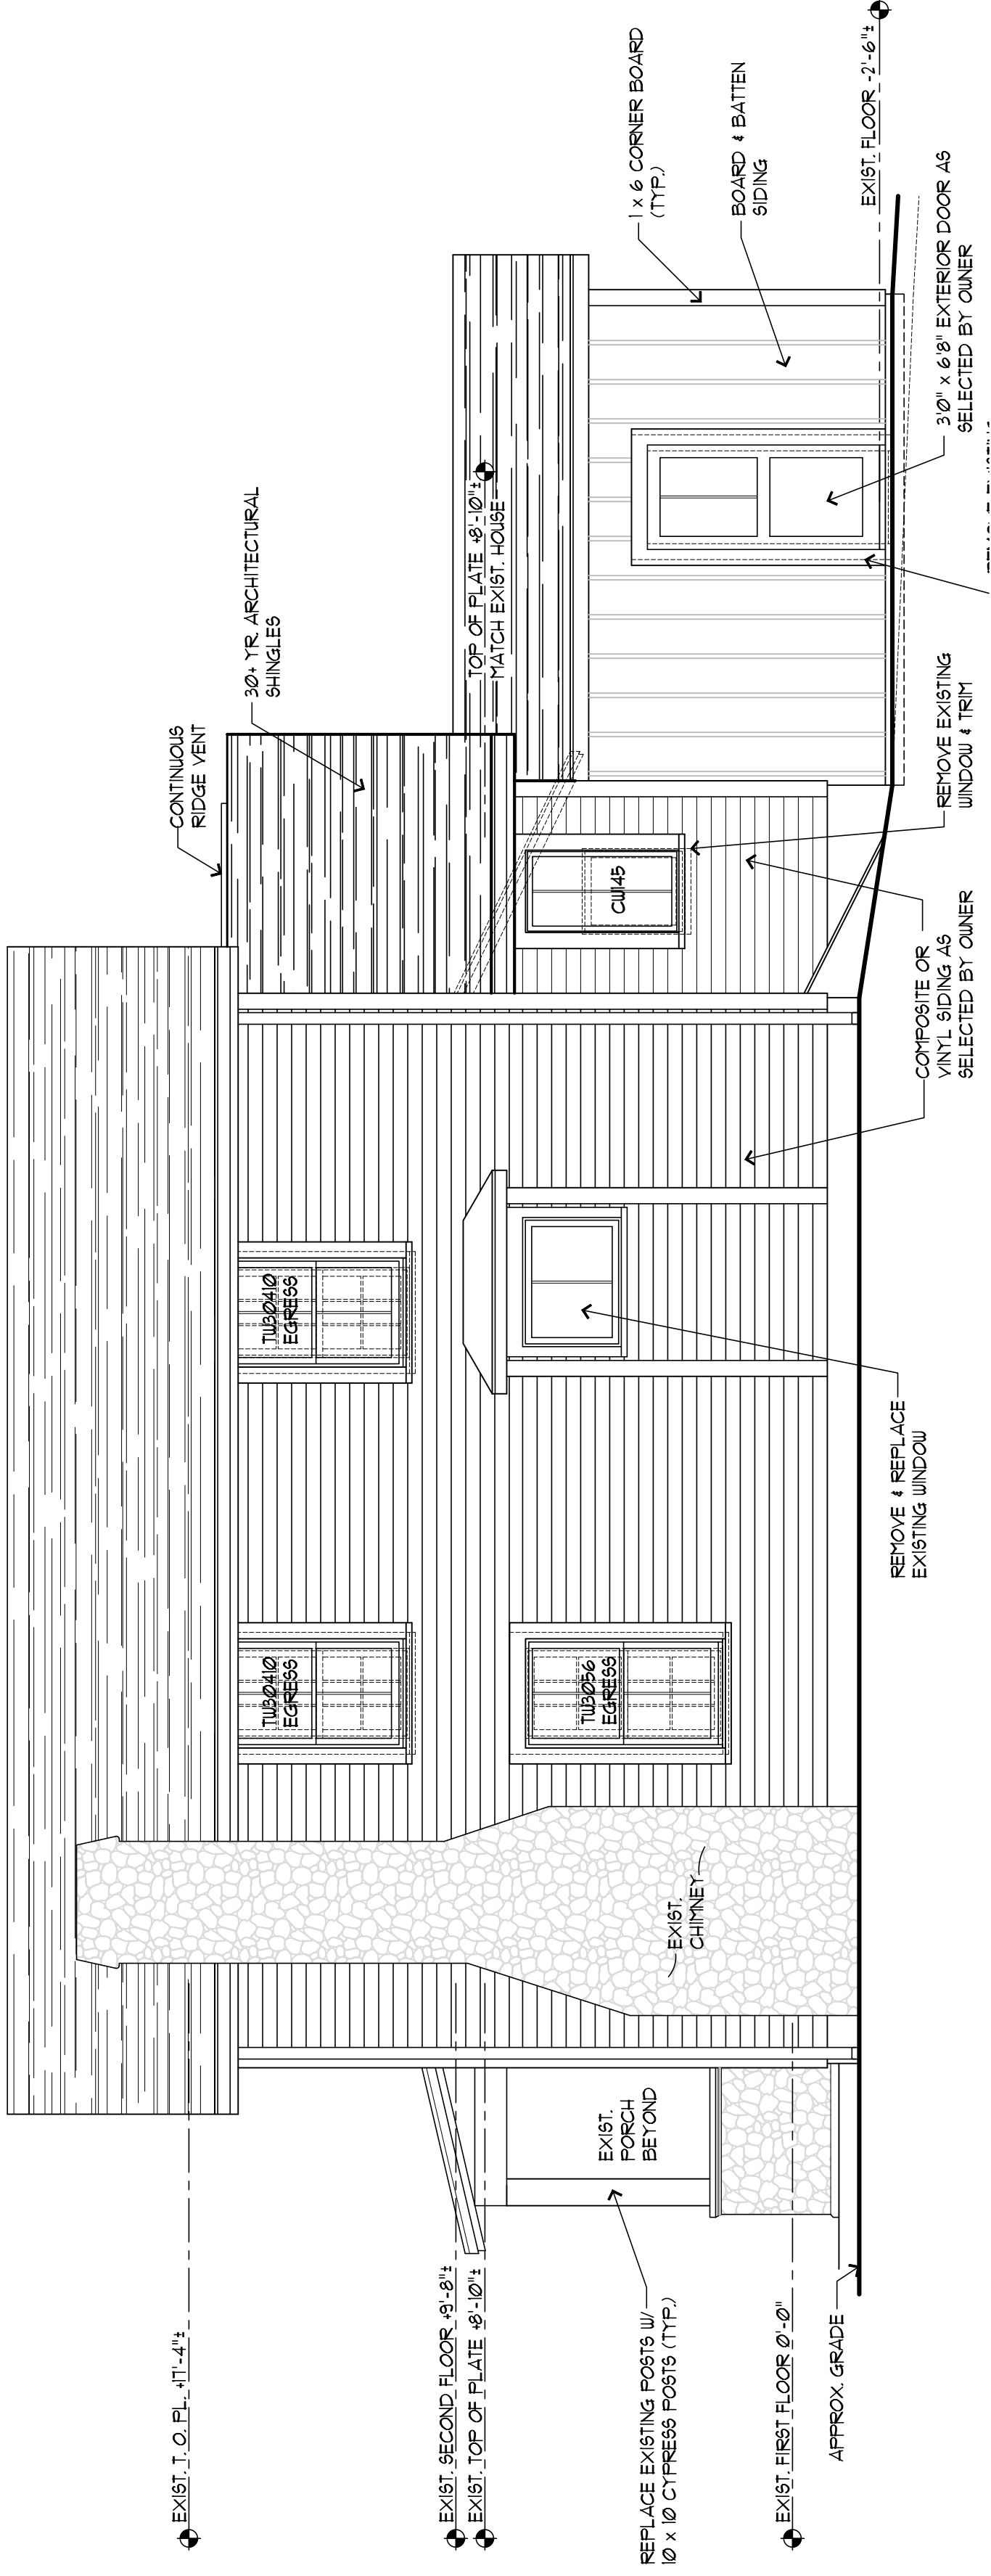 EXIST. T. O. PL. +17'-4"±
EXIST. SECOND FLOOR +9'-8"±
EXIST. TOP OF PLATE +8'-10"±
REPLACE EXISTING POSTS W/
10 x 10 CYPRESS POSTS (TYP.)
EXIST. FIRST FLOOR 0'-0"
APPROX. GRADE
EXIST.
PORCH
BEYOND
EXIST.
CHIMNEY
TW30410
EGRESS
TW3056
EGRESS
REMOVE & REPLACE
EXISTING WINDOW
TW30410
EGRESS
COMPOSITE OR
VINYL SIDING AS
SELECTED BY OWNER
CONTINUOUS
RIDGE VENT
CW145
REMOVE EXISTING
WINDOW & TRIM
30+ YR. ARCHITECTURAL
SHINGLES
TOP OF PLATE +8'-10"±
MATCH EXIST. HOUSE
3'0" x 6'8" EXTERIOR DOOR AS
SELECTED BY OWNER
1 x 6 CORNER BOARD
(TYP.)
BOARD & BATTEN
SIDING
EXIST. FLOOR -2'-6"±